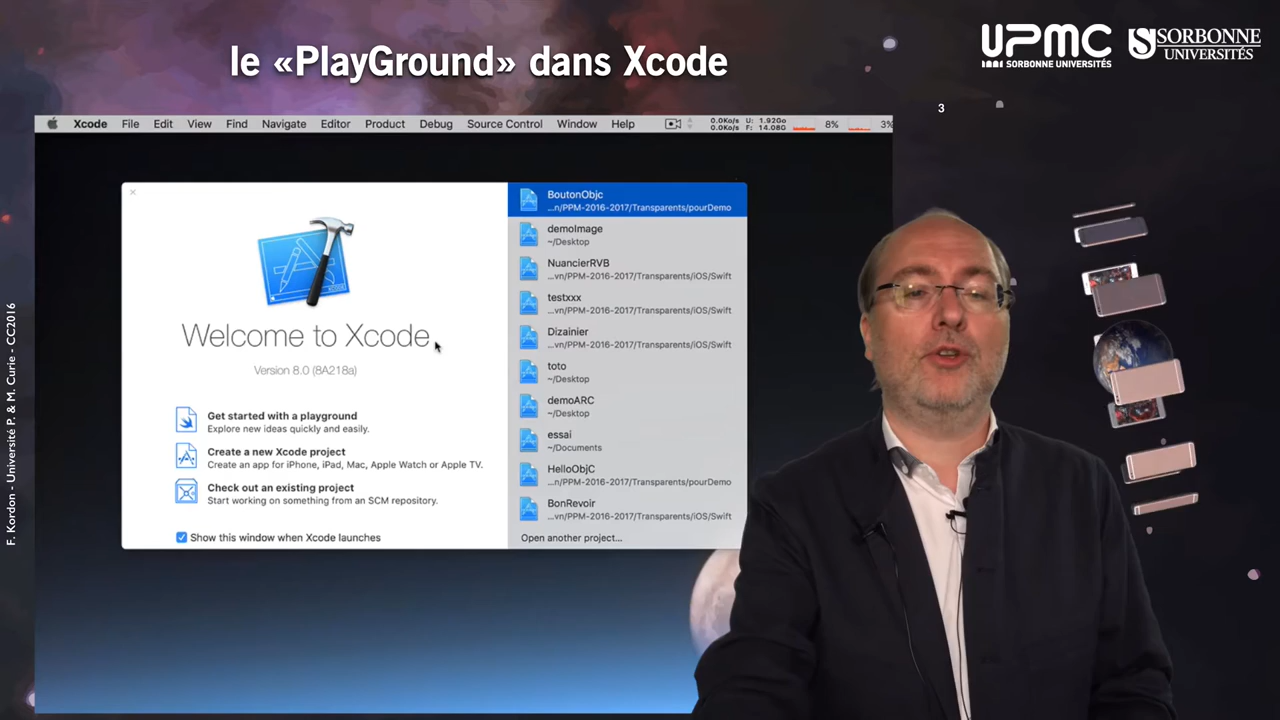 le «PlayGround» dans Xcode
UPMC
SORBONNE UNIVERSITÉS
SORBONNE
UNIVERSITÉS
3
Xcode File Edit View Find Navigate Editor Product Debug Source Control Window Help
0.0Ko/s U: 1.92Go
0.0Ko/s F: 14.08G
8%
3%
Welcome to Xcode
Version 8.0 (8A218a)
Get started with a playground
Explore new ideas quickly and easily.
Create a new Xcode project
Create an app for iPhone, iPad, Mac, Apple Watch or Apple TV.
Check out an existing project
Start working on something from an SCM repository.
Show this window when Xcode launches
BoutonObjc
...n/PPM-2016-2017/Transparents/pourDemo
demoImage
~/Desktop
NuancierRVB
...vn/PPM-2016-2017/Transparents/iOS/Swift
testxxx
...vn/PPM-2016-2017/Transparents/iOS/Swift
Dizainier
...vn/PPM-2016-2017/Transparents/iOS/Swift
toto
~/Desktop
demoARC
~/Desktop
essai
~/Documents
HelloObjC
...n/PPM-2016-2017/Transparents/pourDemo
BonRevoir
...vn/PPM-2016-2017/Transparents/iOS/Swift
Open another project...
F. Kordon - Université P. & M. Curie - CC2016